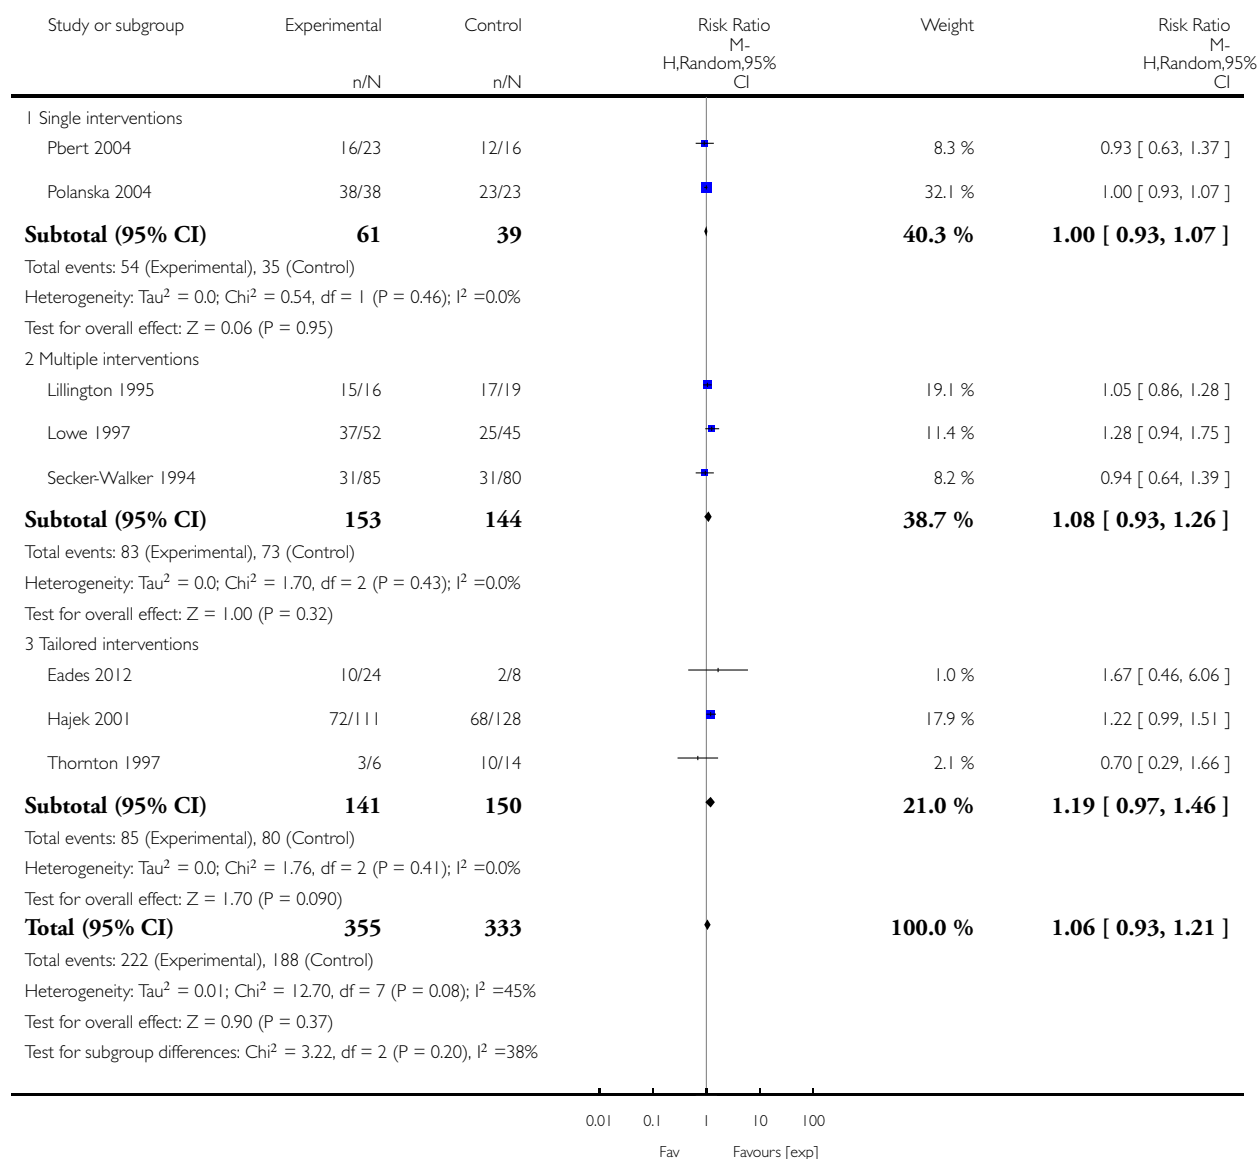 Study or subgroup Experimental Control Risk Ratio Weight Risk Ratio
M- M-
H,Random,95% H,Random,95%
n/N n/N CI CI
1 Single interventions
Pbert 2004 16/23 12/16 8.3 % 0.93 [ 0.63, 1.37 ]
Polanska 2004 38/38 23/23 32.1 % 1.00 [ 0.93, 1.07 ]
Subtotal (95% CI) 61 39 40.3 % 1.00 [ 0.93, 1.07 ]
Total events: 54 (Experimental), 35 (Control)
Heterogeneity: Tau² = 0.0; Chi² = 0.54, df = 1 (P = 0.46); I² =0.0%
Test for overall effect: Z = 0.06 (P = 0.95)
2 Multiple interventions
Lillington 1995 15/16 17/19 19.1 % 1.05 [ 0.86, 1.28 ]
Lowe 1997 37/52 25/45 11.4 % 1.28 [ 0.94, 1.75 ]
Secker-Walker 1994 31/85 31/80 8.2 % 0.94 [ 0.64, 1.39 ]
Subtotal (95% CI) 153 144 38.7 % 1.08 [ 0.93, 1.26 ]
Total events: 83 (Experimental), 73 (Control)
Heterogeneity: Tau² = 0.0; Chi² = 1.70, df = 2 (P = 0.43); I² =0.0%
Test for overall effect: Z = 1.00 (P = 0.32)
3 Tailored interventions
Eades 2012 10/24 2/8 1.0 % 1.67 [ 0.46, 6.06 ]
Hajek 2001 72/111 68/128 17.9 % 1.22 [ 0.99, 1.51 ]
Thornton 1997 3/6 10/14 2.1 % 0.70 [ 0.29, 1.66 ]
Subtotal (95% CI) 141 150 21.0 % 1.19 [ 0.97, 1.46 ]
Total events: 85 (Experimental), 80 (Control)
Heterogeneity: Tau² = 0.0; Chi² = 1.76, df = 2 (P = 0.41); I² =0.0%
Test for overall effect: Z = 1.70 (P = 0.090)
Total (95% CI) 355 333 100.0 % 1.06 [ 0.93, 1.21 ]
Total events: 222 (Experimental), 188 (Control)
Heterogeneity: Tau² = 0.01; Chi² = 12.70, df = 7 (P = 0.08); I² =45%
Test for overall effect: Z = 0.90 (P = 0.37)
Test for subgroup differences: Chi² = 3.22, df = 2 (P = 0.20), I² =38%
0.01 0.1 1 10 100
Fav Favours [exp]